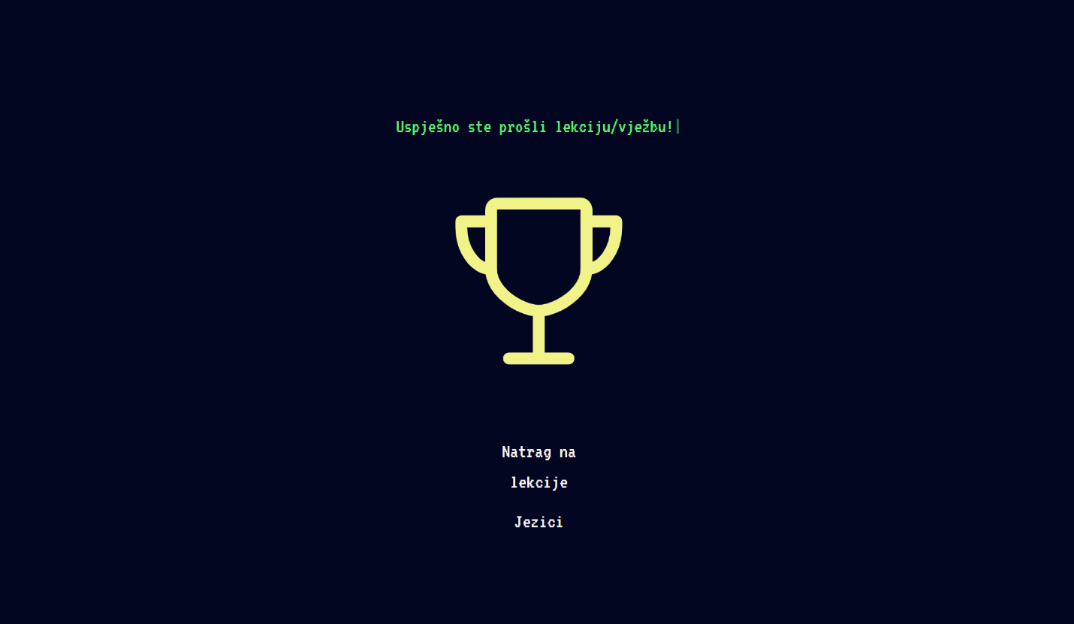 Uspješno ste prošli lekciju/vježbu!
Natrag na
lekcije
Jezici